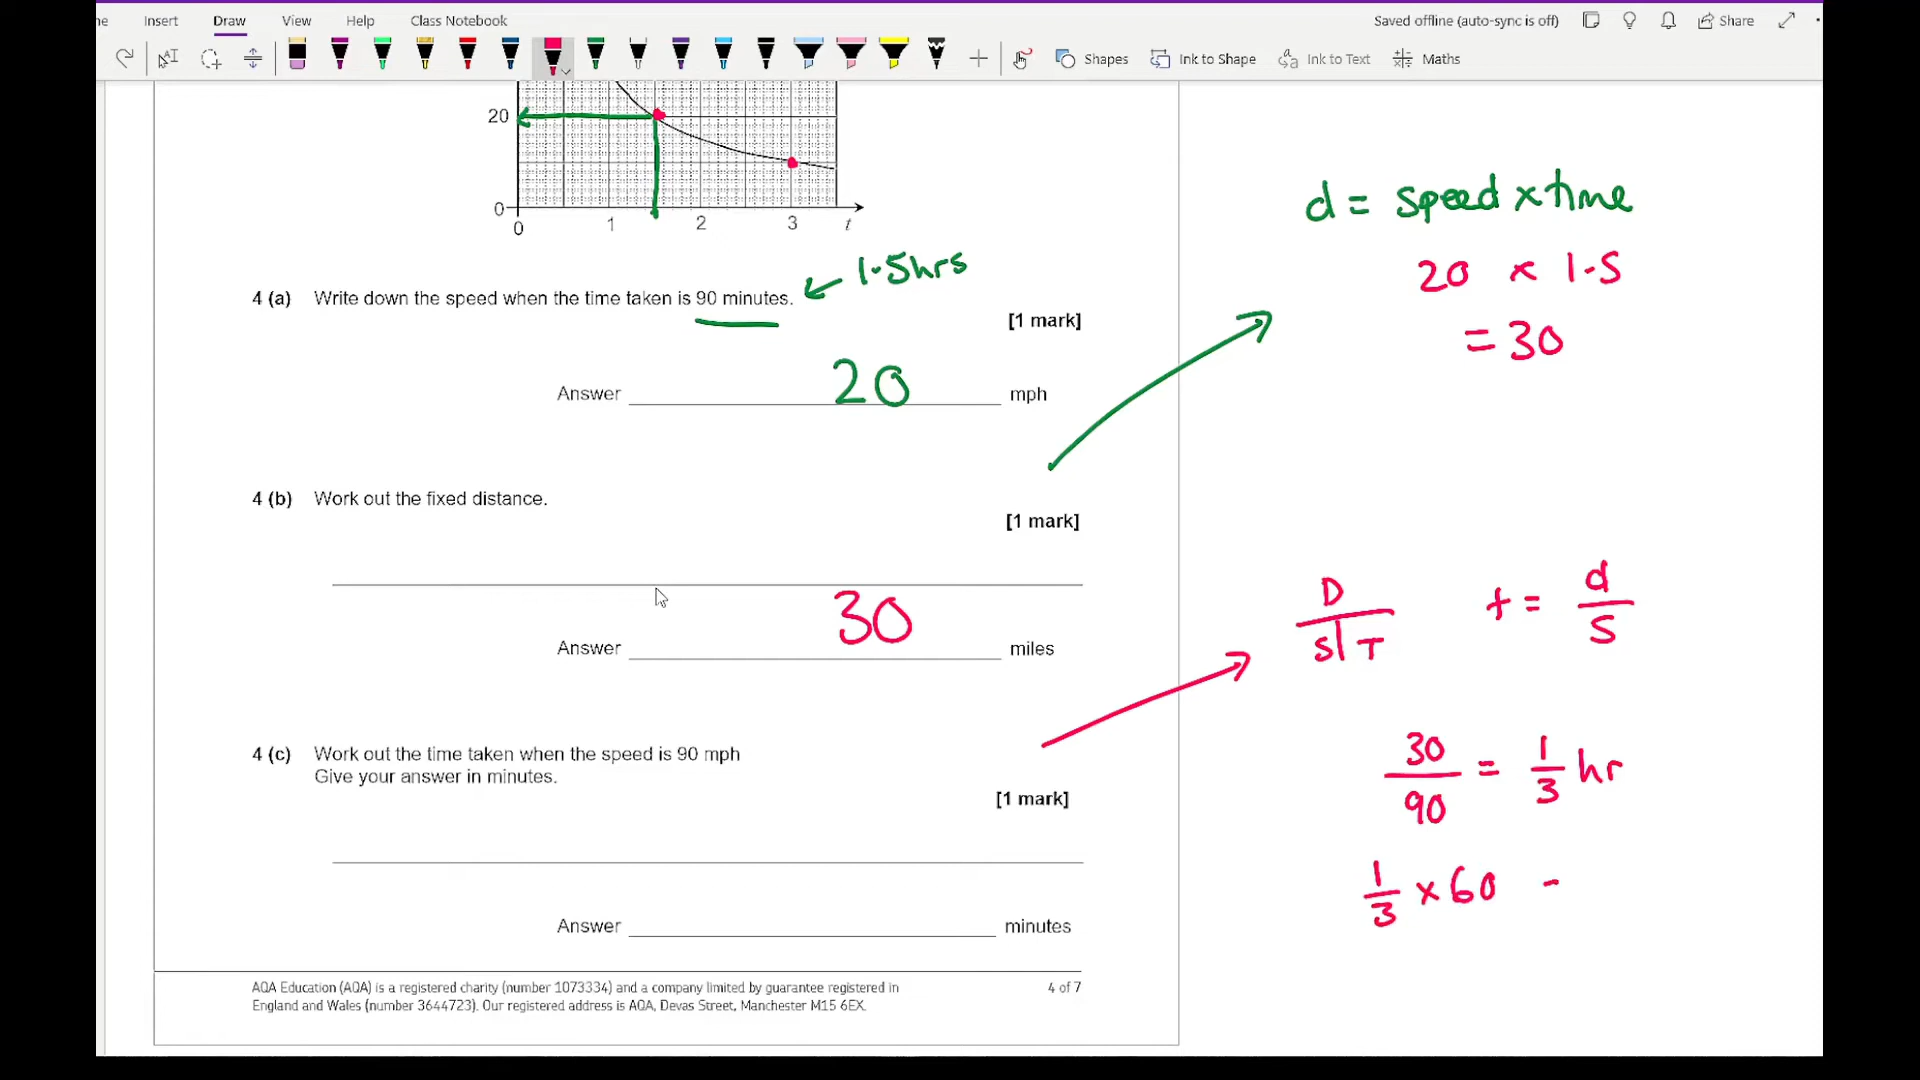 ne Insert Draw View Help Class Notebook Saved offline (auto-sync is off) Share
Shapes Ink to Shape Ink to Text Maths
20
0
0 1 2 3 t
d = speed x time
20 x 1.5
= 30
1.5hrs
4 (a) Write down the speed when the time taken is 90 minutes.
[1 mark]
Answer 20 mph
4 (b) Work out the fixed distance.
[1 mark]
Answer 30 miles
D
S T
t = d/s
4 (c) Work out the time taken when the speed is 90 mph
Give your answer in minutes.
[1 mark]
30/90 = 1/3 hr
1/3 x 60 =
Answer minutes
AQA Education (AQA) is a registered charity (number 1073334) and a company limited by guarantee registered in
England and Wales (number 3644723). Our registered address is AQA, Devas Street, Manchester M15 6EX.
4 of 7